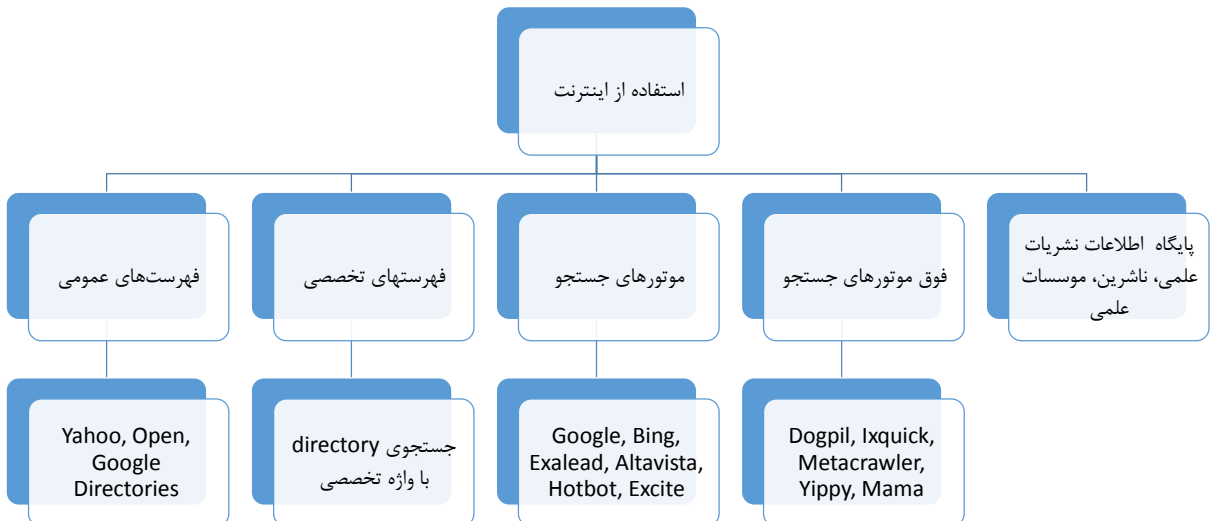 استفاده از اینترنت
پایگاه اطلاعات نشریات
علمی، ناشرین، موسسات
علمی
فوق موتورهای جستجو
موتورهای جستجو
فهرستهای تخصصی
فهرست‌های عمومی
Dogpil, Ixquick,
Metacrawler,
Yippy, Mama
Google, Bing,
Exalead, Altavista,
Hotbot, Excite
جستجوی directory
با واژه تخصصی
Yahoo, Open,
Google
Directories